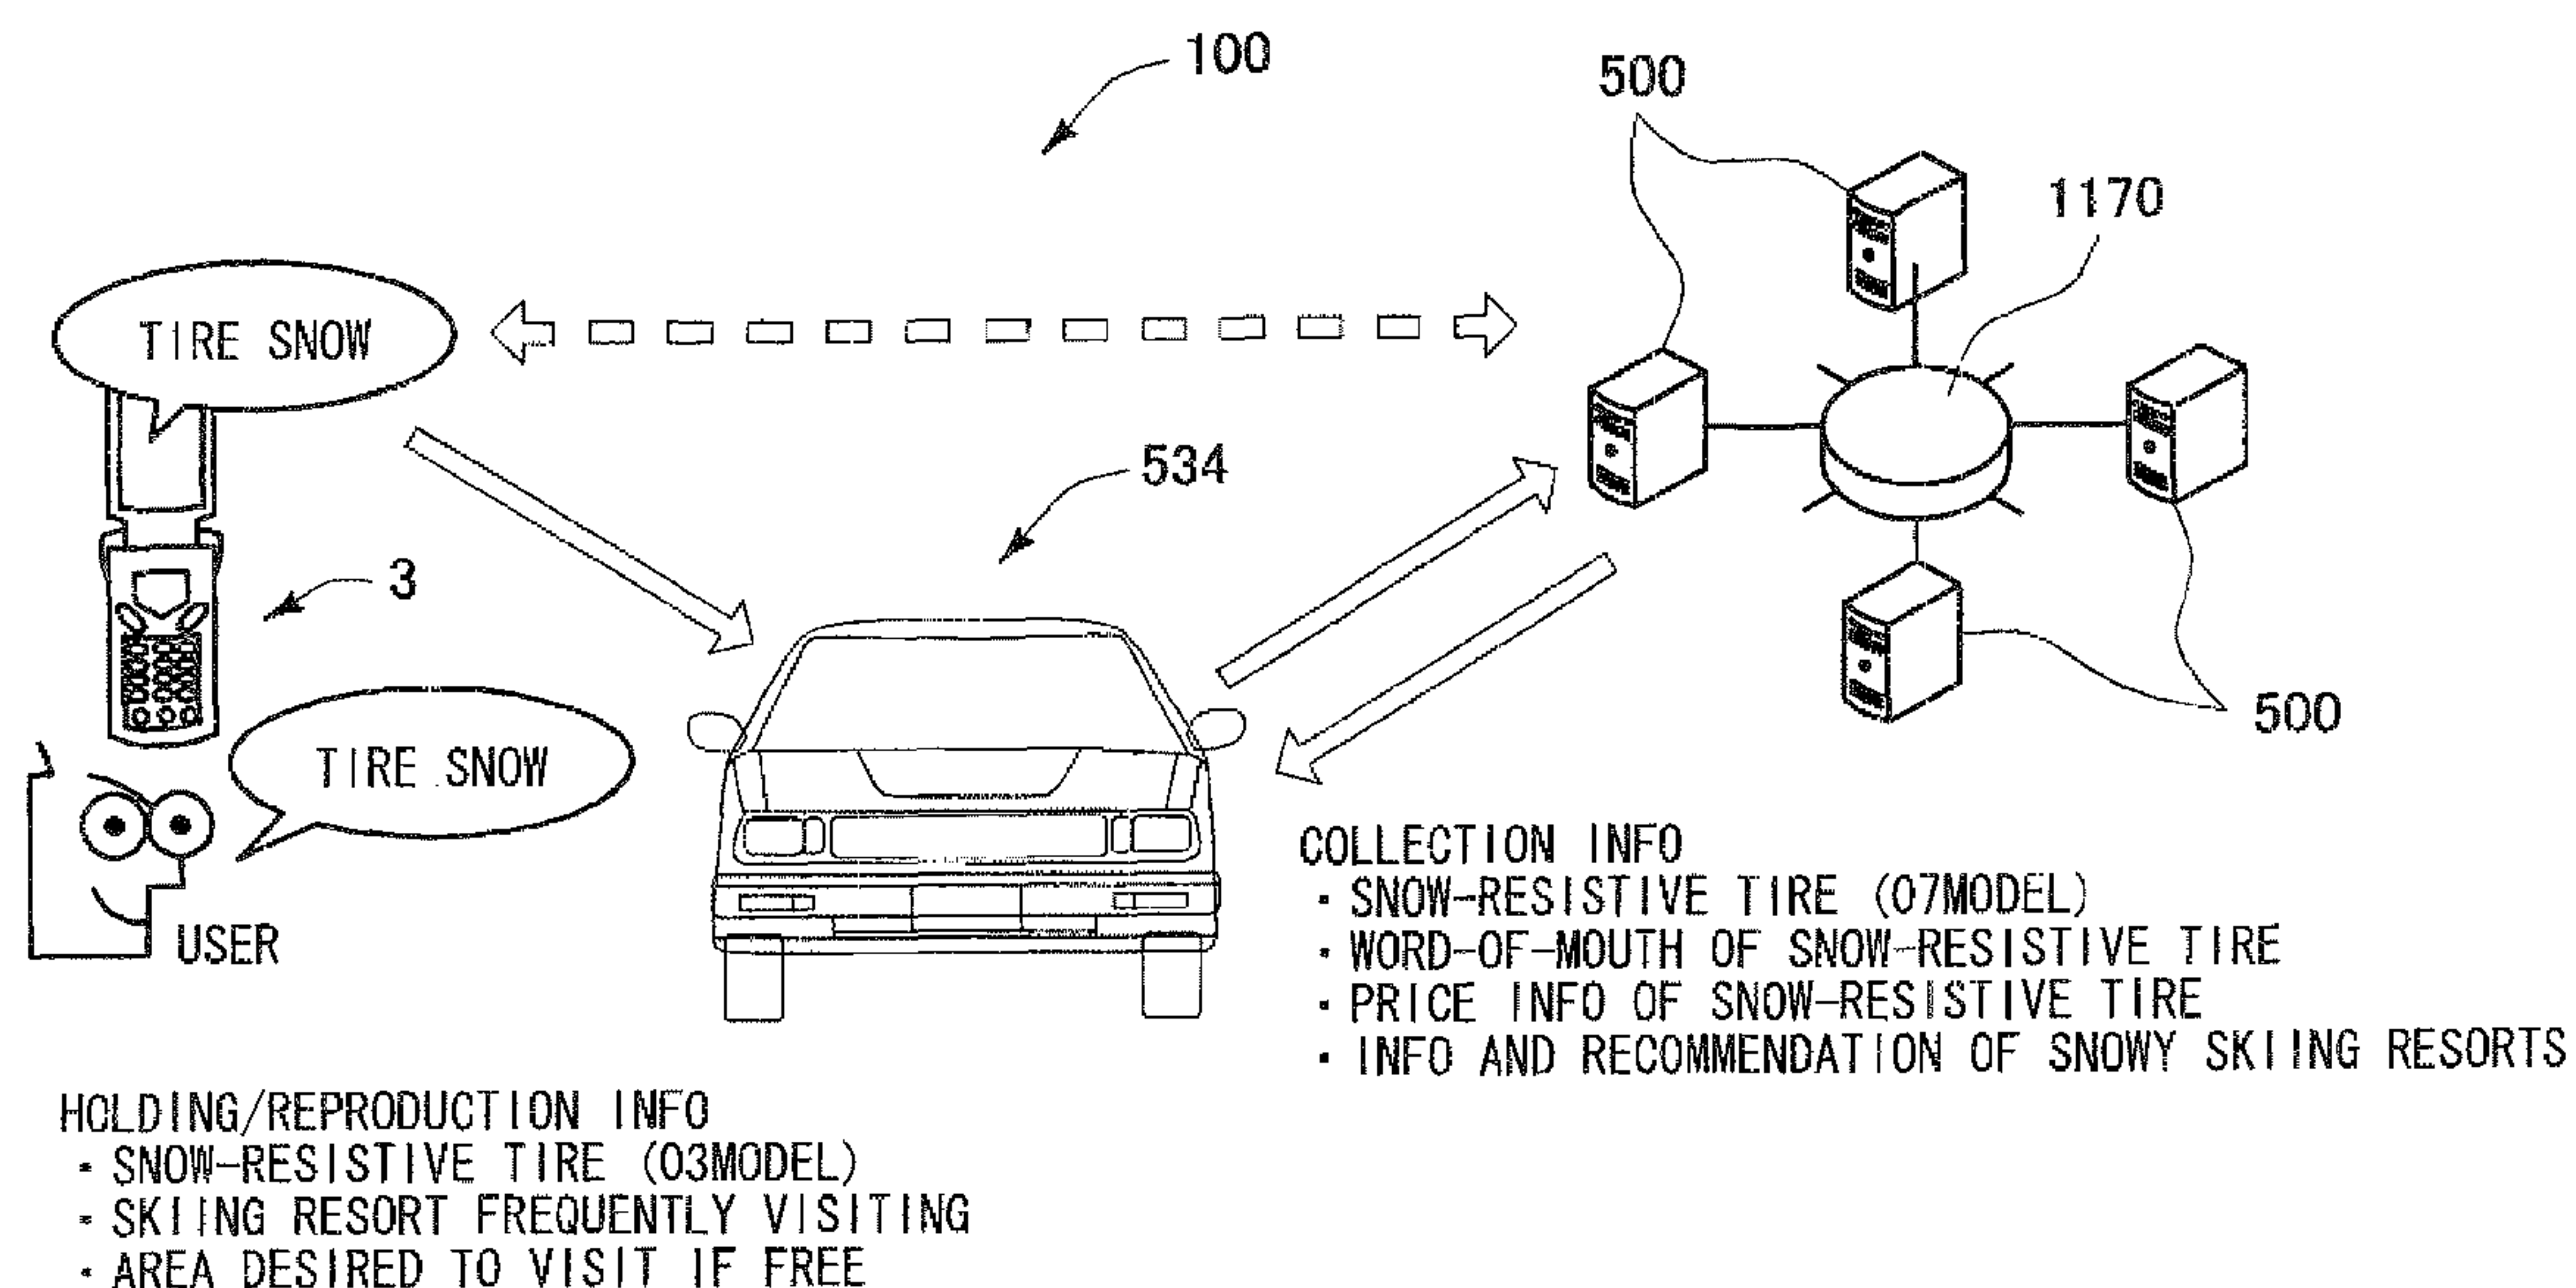 100
500
1170
TIRE SNOW
534
3
500
TIRE SNOW
USER
COLLECTION INFO
・SNOW-RESISTIVE TIRE (07MODEL)
・WORD-OF-MOUTH OF SNOW-RESISTIVE TIRE
・PRICE INFO OF SNOW-RESISTIVE TIRE
・INFO AND RECOMMENDATION OF SNOWY SKIING RESORTS
HOLDING/REPRODUCTION INFO
・SNOW-RESISTIVE TIRE (03MODEL)
・SKIING RESORT FREQUENTLY VISITING
・AREA DESIRED TO VISIT IF FREE